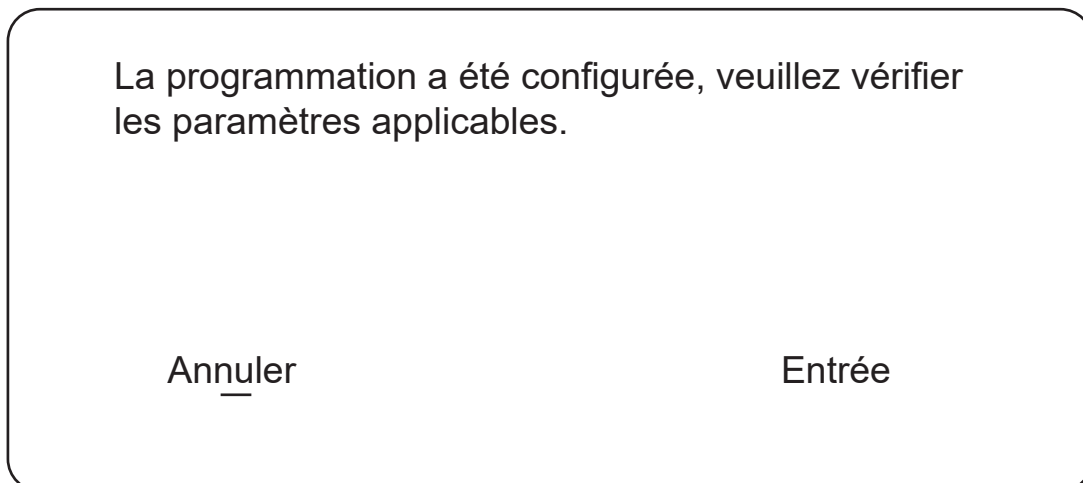 La programmation a été configurée, veuillez vérifier
les paramètres applicables.
Annuler Entrée